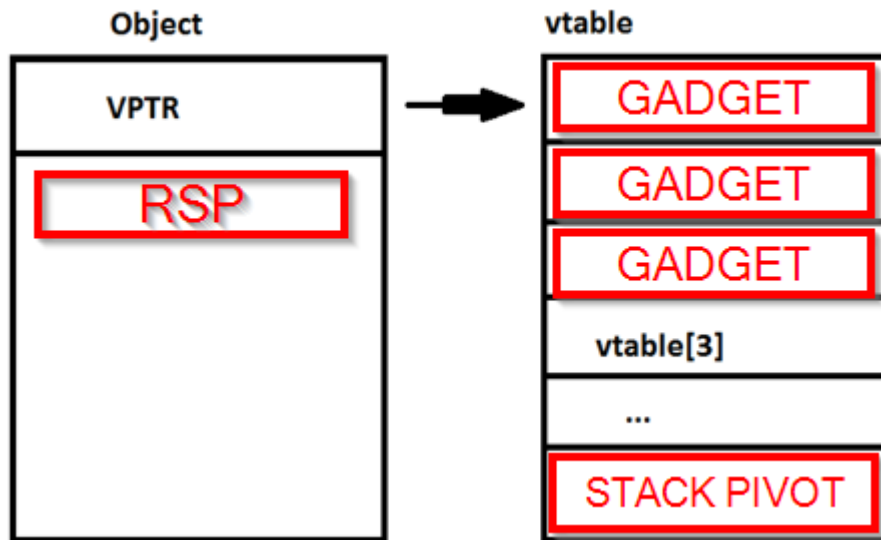 Object
VPTR
RSP
vtable
GADGET
GADGET
GADGET
vtable[3]
...
STACK PIVOT